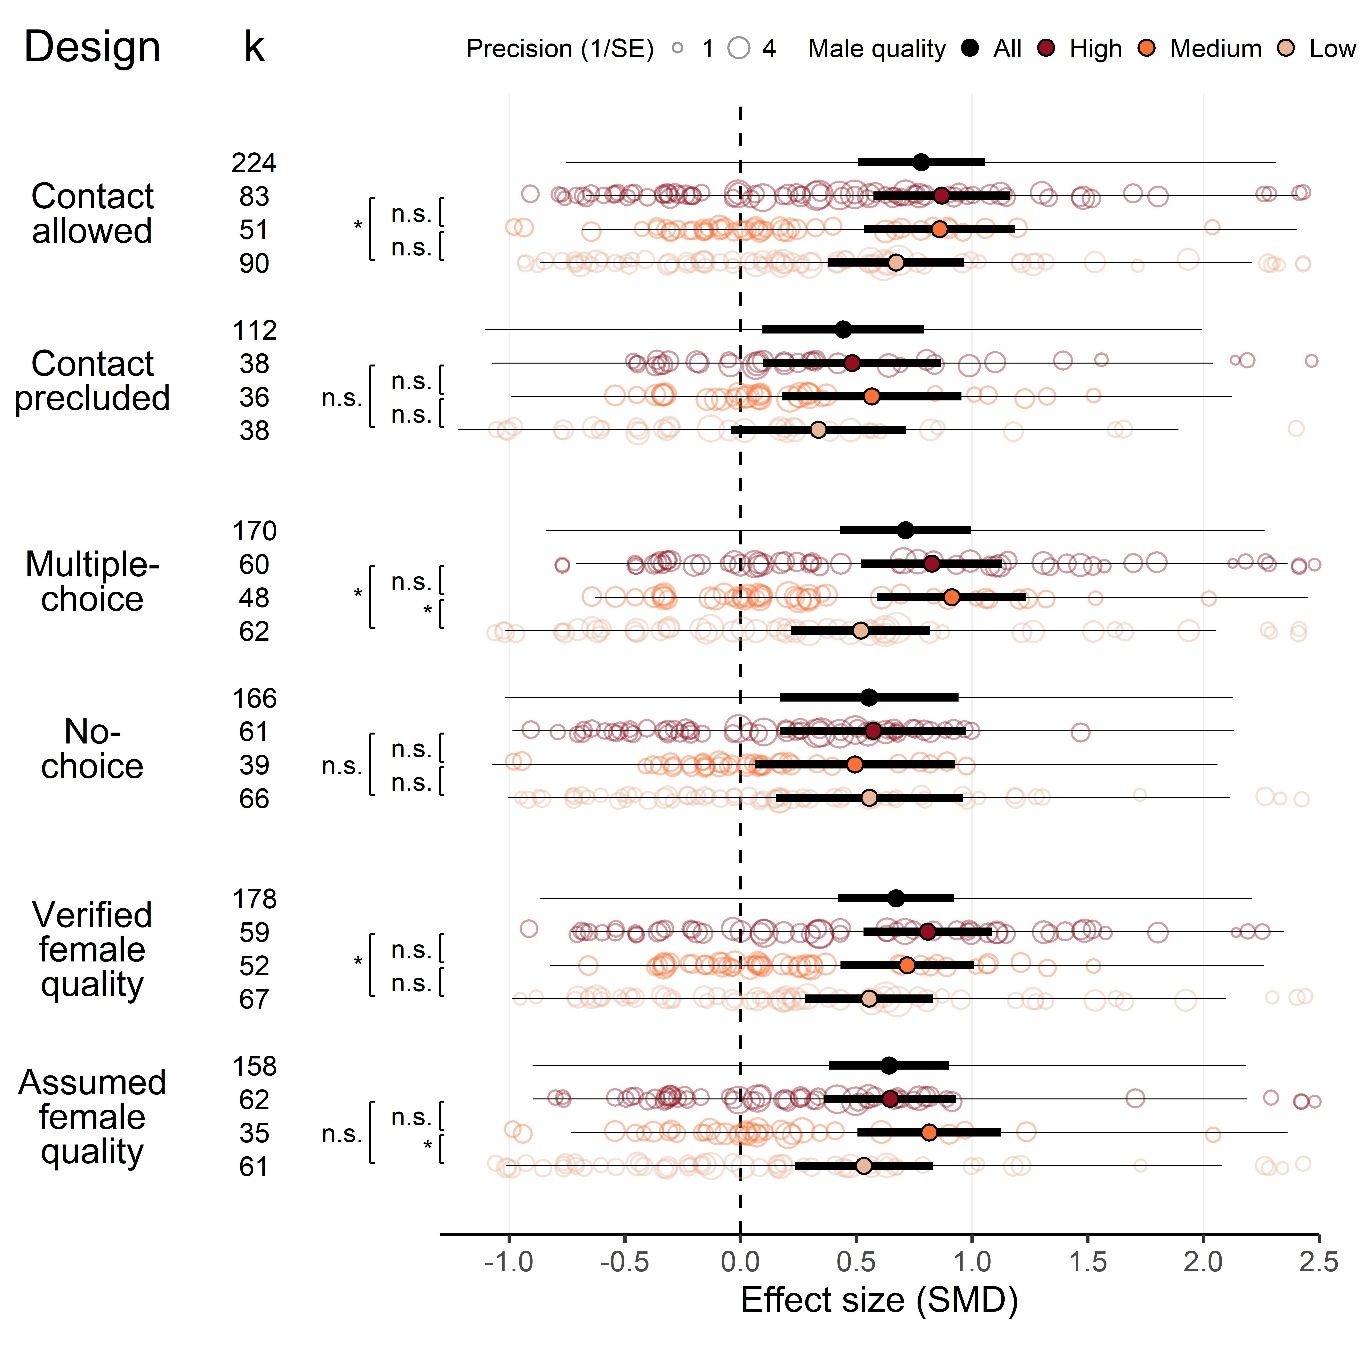 Design k Precision (1/SE) 1 4 Male quality All High Medium Low
224
Contact allowed
83
51
90
* n.s. n.s.
112
Contact precluded
38
36
38
n.s. n.s. n.s.
170
Multiple-choice
60
48
62
* n.s. *
166
No-choice
61
39
66
n.s. n.s. n.s.
178
Verified female quality
59
52
67
* n.s. n.s.
158
Assumed female quality
62
35
61
n.s. n.s. *
-1.0 -0.5 0.0 0.5 1.0 1.5 2.0 2.5
Effect size (SMD)